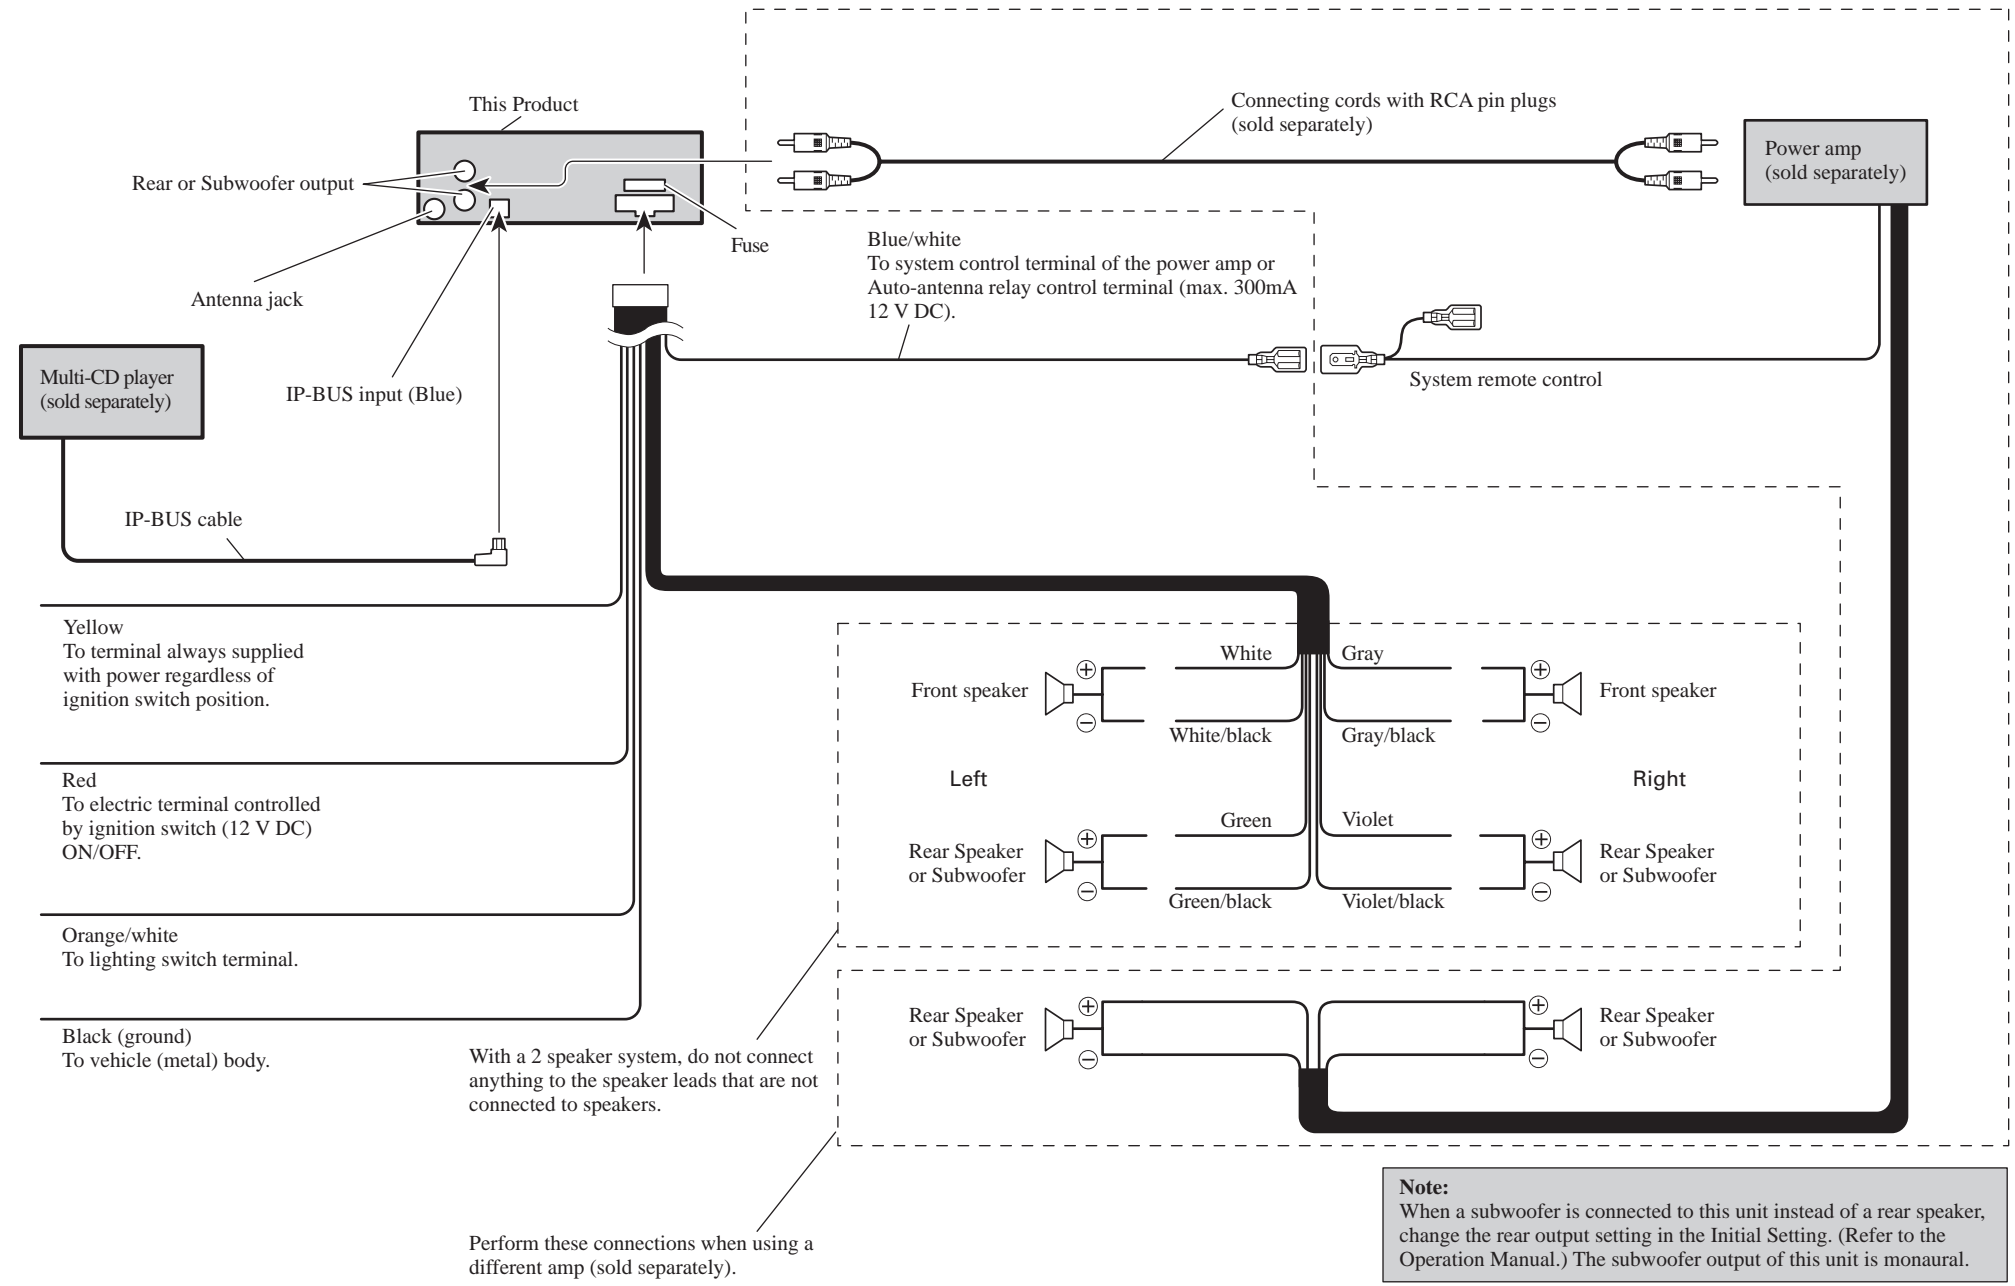 This Product
Rear or Subwoofer output
Antenna jack
IP-BUS input (Blue)
Fuse
Multi-CD player
(sold separately)
IP-BUS cable
Connecting cords with RCA pin plugs
(sold separately)
Power amp
(sold separately)
Blue/white
To system control terminal of the power amp or
Auto-antenna relay control terminal (max. 300mA
12 V DC).
System remote control
Yellow
To terminal always supplied
with power regardless of
ignition switch position.
Red
To electric terminal controlled
by ignition switch (12 V DC)
ON/OFF.
Orange/white
To lighting switch terminal.
Black (ground)
To vehicle (metal) body.
White
Gray
+
+
Front speaker
Front speaker
−
−
White/black
Gray/black
Left
Right
Green
Violet
+
+
Rear Speaker
or Subwoofer
Rear Speaker
or Subwoofer
−
−
Green/black
Violet/black
+
+
Rear Speaker
or Subwoofer
Rear Speaker
or Subwoofer
−
−
With a 2 speaker system, do not connect
anything to the speaker leads that are not
connected to speakers.
Perform these connections when using a
different amp (sold separately).
Note:
When a subwoofer is connected to this unit instead of a rear speaker,
change the rear output setting in the Initial Setting. (Refer to the
Operation Manual.) The subwoofer output of this unit is monaural.